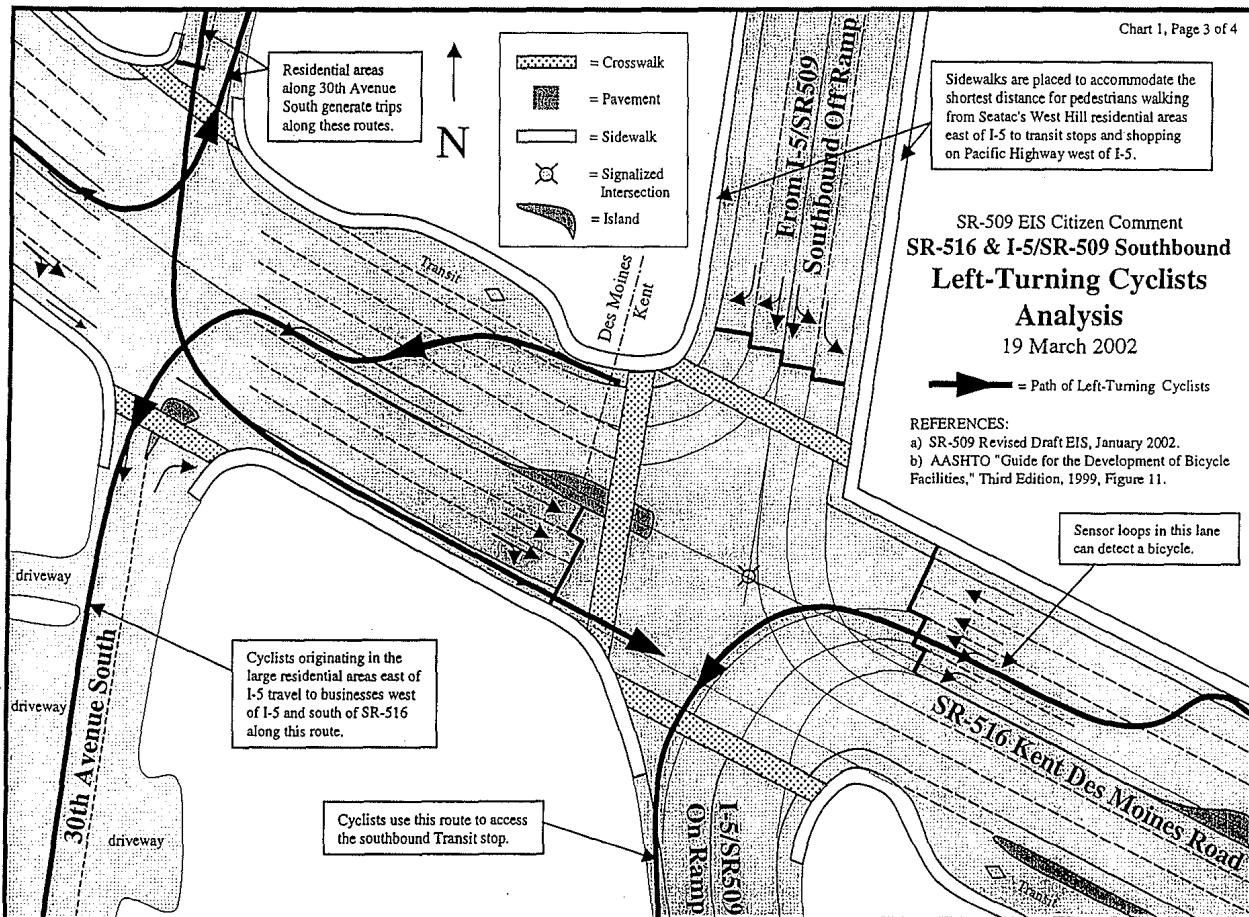 Chart 1, Page 3 of 4
Residential areas
along 30th Avenue
South generate trips
along these routes.
N
= Crosswalk
= Pavement
= Sidewalk
= Signalized
Intersection
= Island
From I-5/SR509
Southbound Off Ramp
Sidewalks are placed to accommodate the
shortest distance for pedestrians walking
from Seatac's West Hill residential areas
east of I-5 to transit stops and shopping
on Pacific Highway west of I-5.
SR-509 EIS Citizen Comment
SR-516 & I-5/SR-509 Southbound
Left-Turning Cyclists
Analysis
19 March 2002
= Path of Left-Turning Cyclists
REFERENCES:
a) SR-509 Revised Draft EIS, January 2002.
b) AASHTO "Guide for the Development of Bicycle
Facilities," Third Edition, 1999, Figure 11.
Transit
Des Moines
Kent
Sensor loops in this lane
can detect a bicycle.
driveway
driveway
driveway
30th Avenue South
Cyclists originating in the
large residential areas east of
I-5 travel to businesses west
of I-5 and south of SR-516
along this route.
Cyclists use this route to access
the southbound Transit stop.
I-5/SR509
On Ramp
SR-516 Kent Des Moines Road
Transit